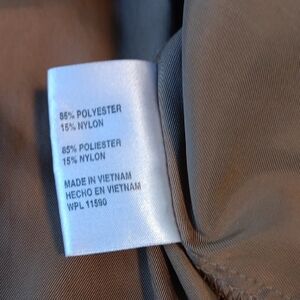 85% POLYESTER
15% NYLON
85% POLIESTER
15% NYLON
MADE IN VIETNAM
HECHO EN VIETNAM
WPL 11590